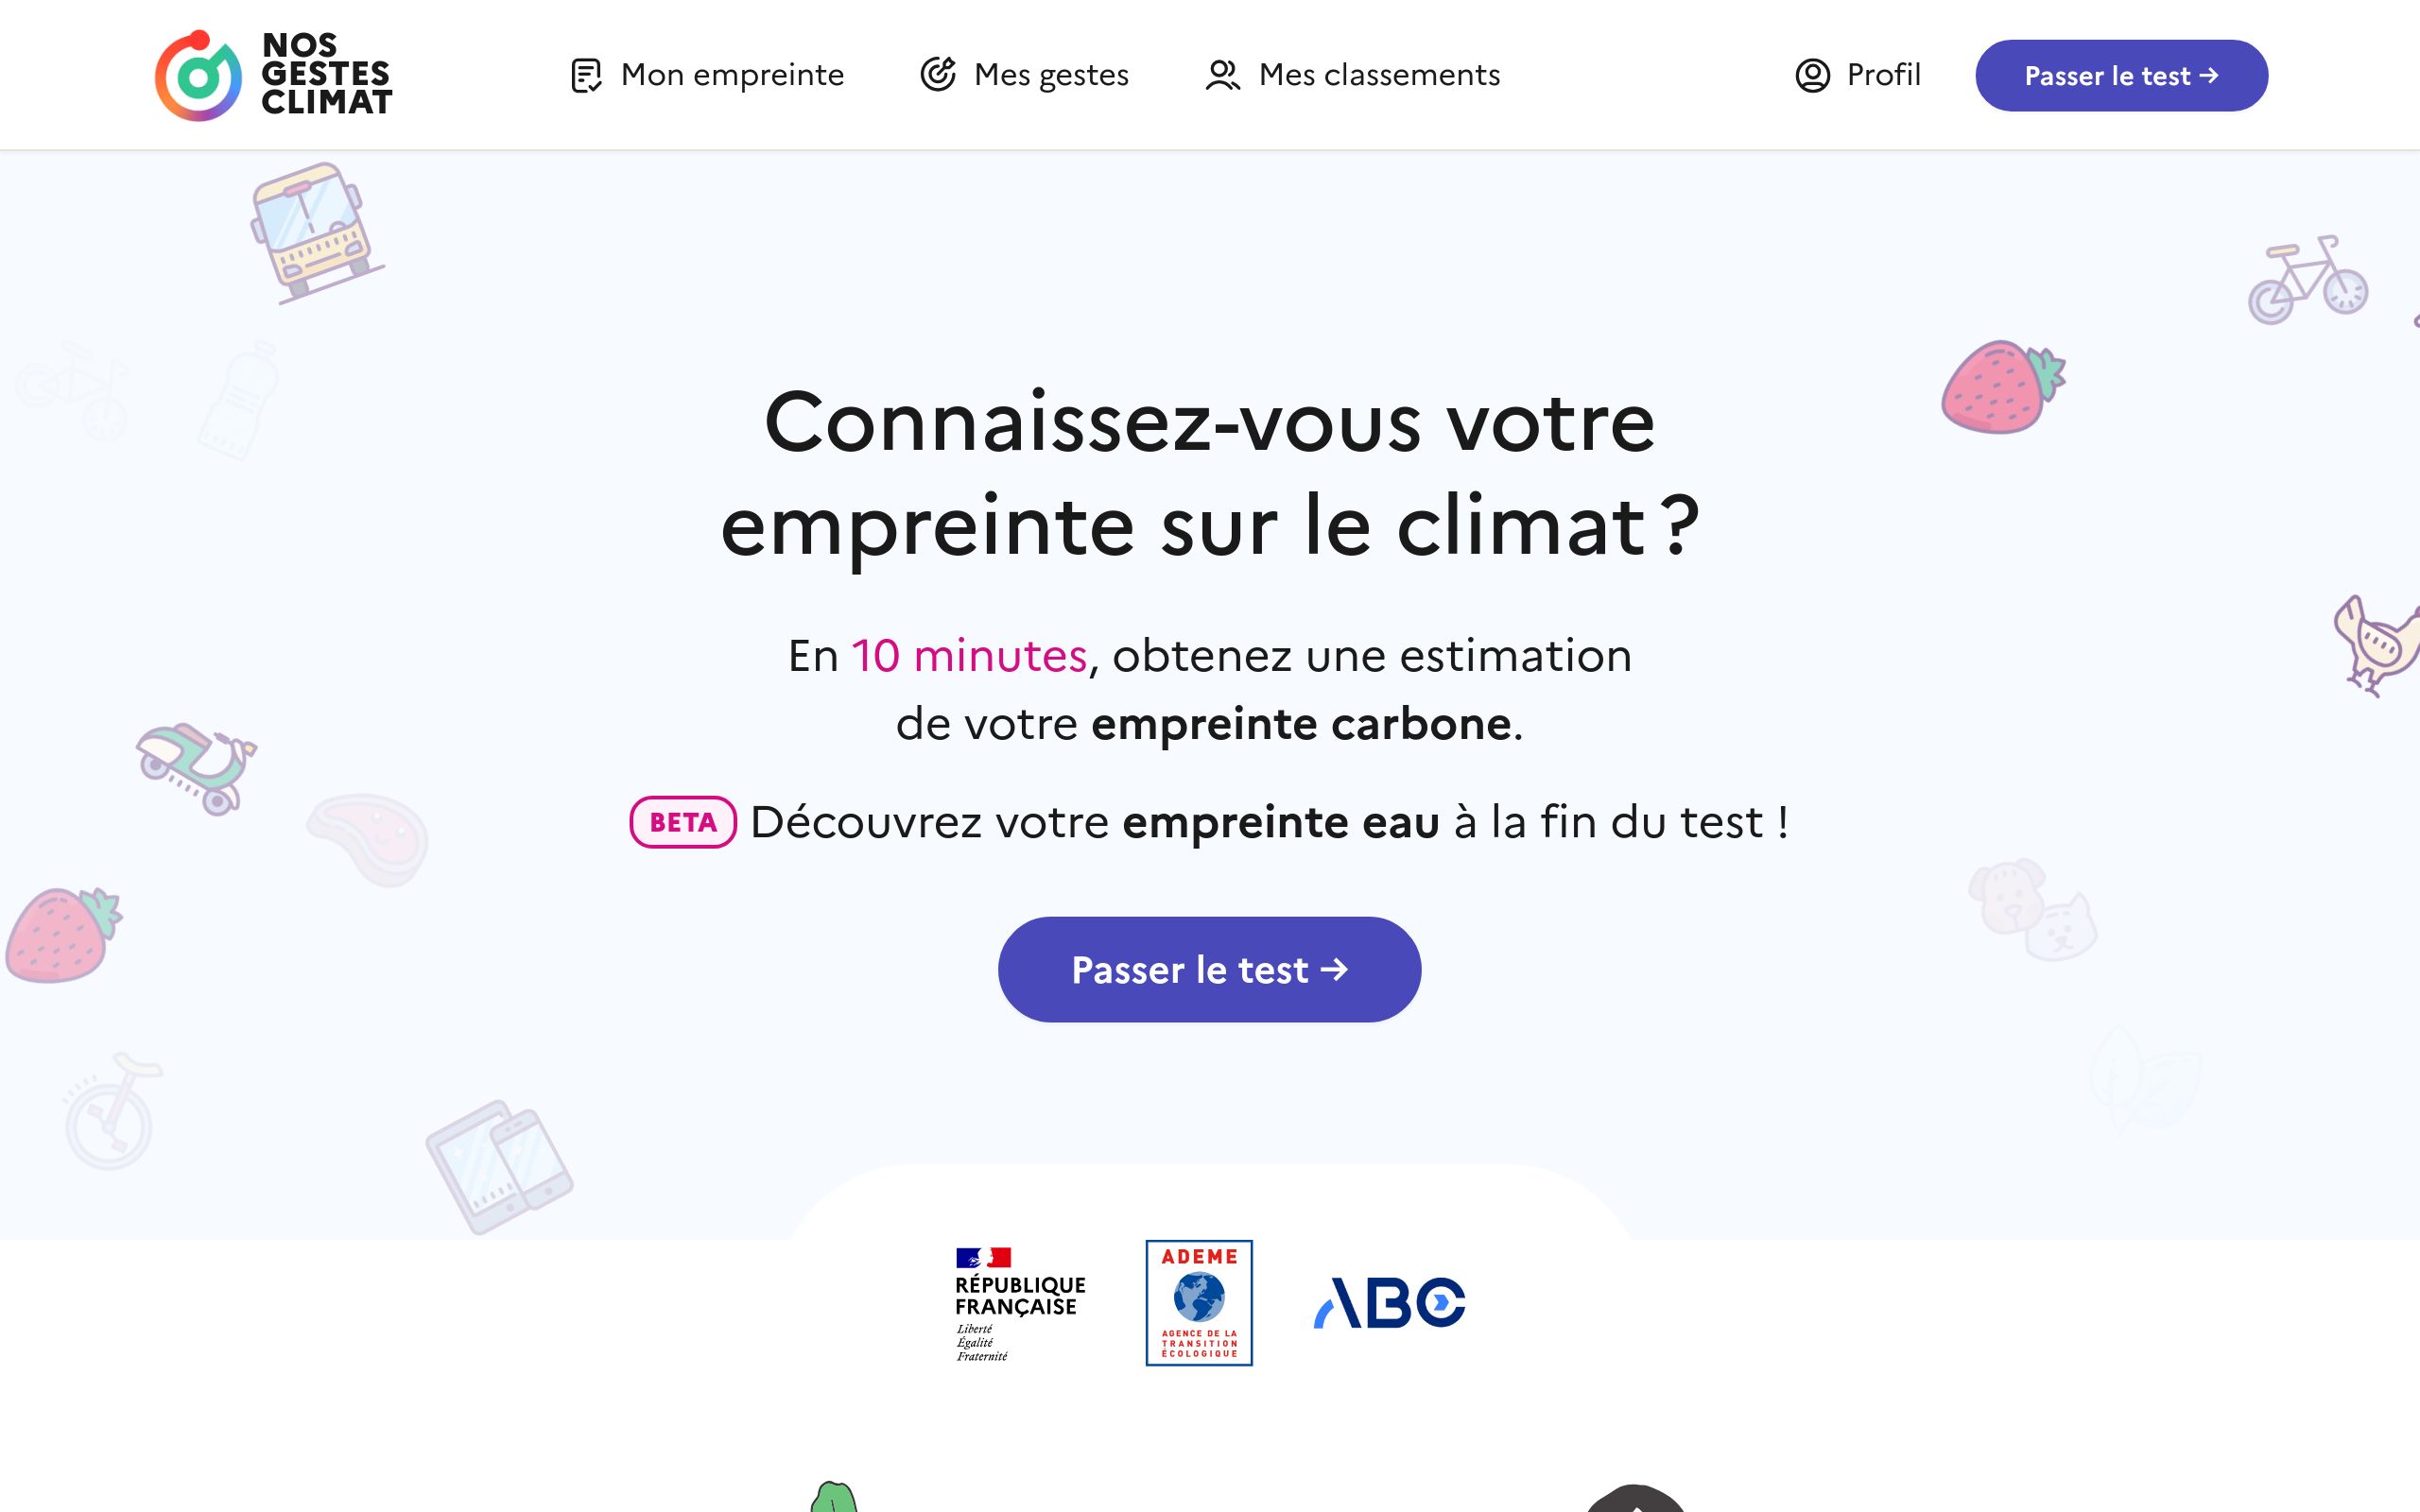 NOS
GESTES
CLIMAT
Mon empreinte
Mes gestes
Mes classements
Profil
Passer le test →
Connaissez-vous votre
empreinte sur le climat ?
En 10 minutes, obtenez une estimation
de votre empreinte carbone.
BETA Découvrez votre empreinte eau à la fin du test !
Passer le test →
RÉPUBLIQUE
FRANÇAISE
Liberté
Égalité
Fraternité
ADEME
AGENCE DE LA
TRANSITION
ÉCOLOGIQUE
ABC